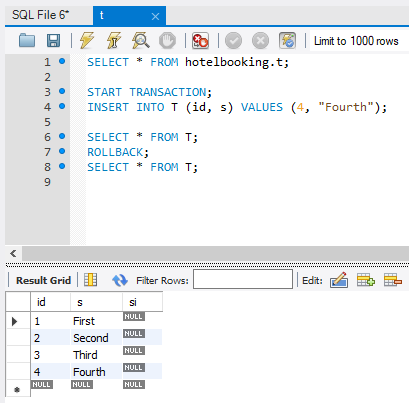 SQL File 6* t ×
Limit to 1000 rows
1 SELECT * FROM hotelbooking.t;
2
3 START TRANSACTION;
4 INSERT INTO T (id, s) VALUES (4, "Fourth");
5
6 SELECT * FROM T;
7 ROLLBACK;
8 SELECT * FROM T;
9
Result Grid Filter Rows: Edit:
id s si
1 First NULL
2 Second NULL
3 Third NULL
4 Fourth NULL
NULL NULL NULL